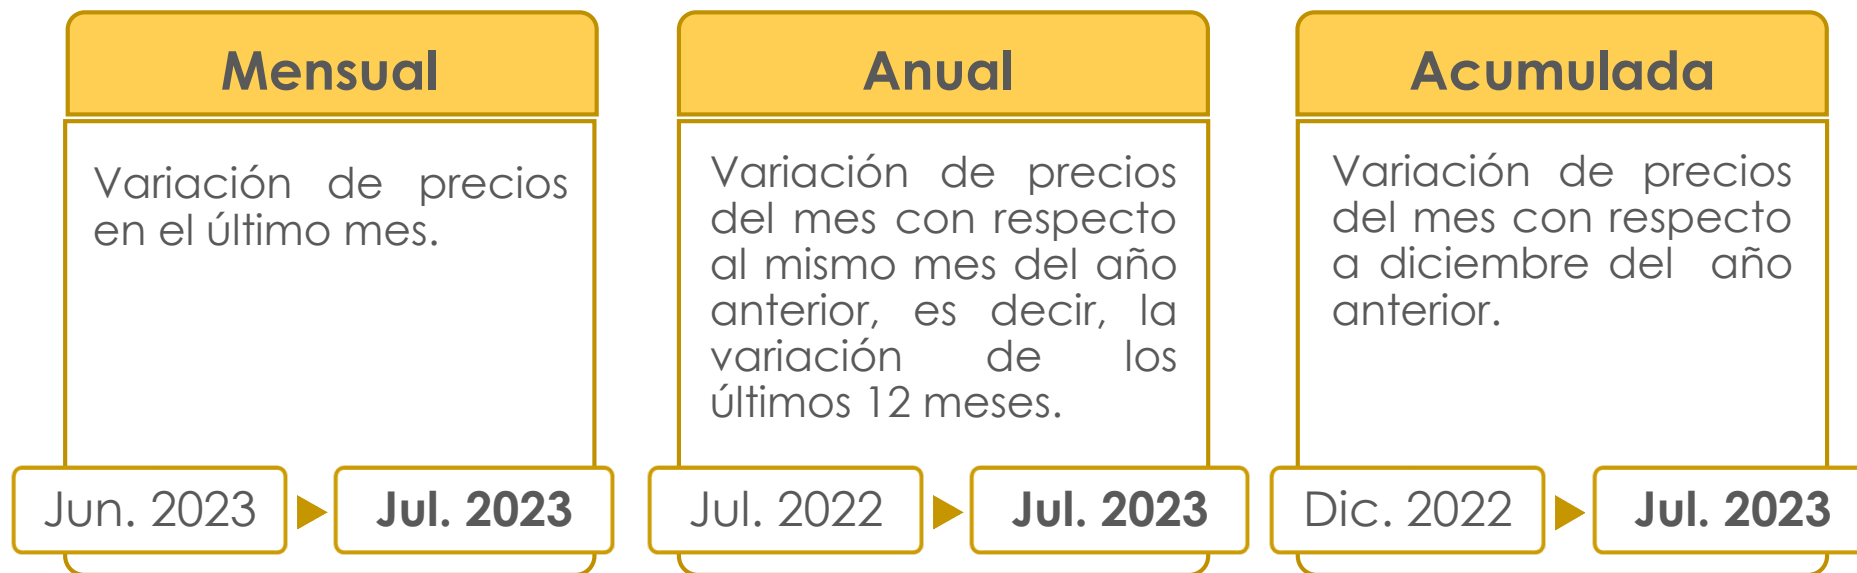 Mensual
Variación de precios
en el último mes.
Jun. 2023
Jul. 2023
Anual
Variación de precios
del mes con respecto
al mismo mes del año
anterior, es decir, la
variación de los
últimos 12 meses.
Jul. 2022
Jul. 2023
Acumulada
Variación de precios
del mes con respecto
a diciembre del año
anterior.
Dic. 2022
Jul. 2023